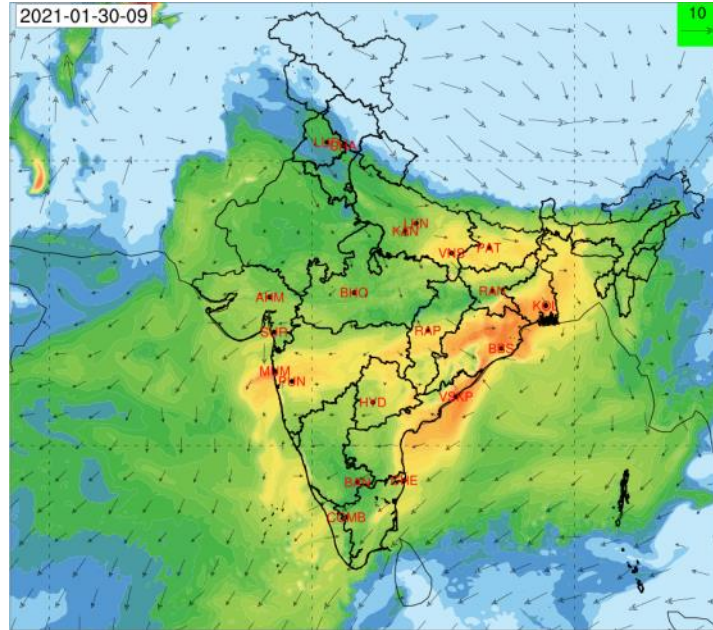 2021-01-30-09
10
LUD
LKN
KAN
VNS
PAT
AHM
BHO
RAN
KOL
SUR
RAP
BBS
MUM
PUN
HYD
VSKP
BAN
CHE
COMB